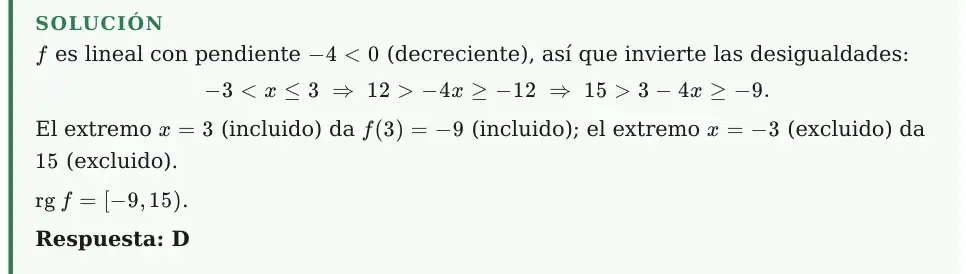 SOLUCIÓN
f es lineal con pendiente −4 < 0 (decreciente), así que invierte las desigualdades:
−3 < x ≤ 3 ⇒ 12 > −4x ≥ −12 ⇒ 15 > 3 − 4x ≥ −9.
El extremo x = 3 (incluido) da f(3) = −9 (incluido); el extremo x = −3 (excluido) da
15 (excluido).
rg f = [−9, 15).
Respuesta: D